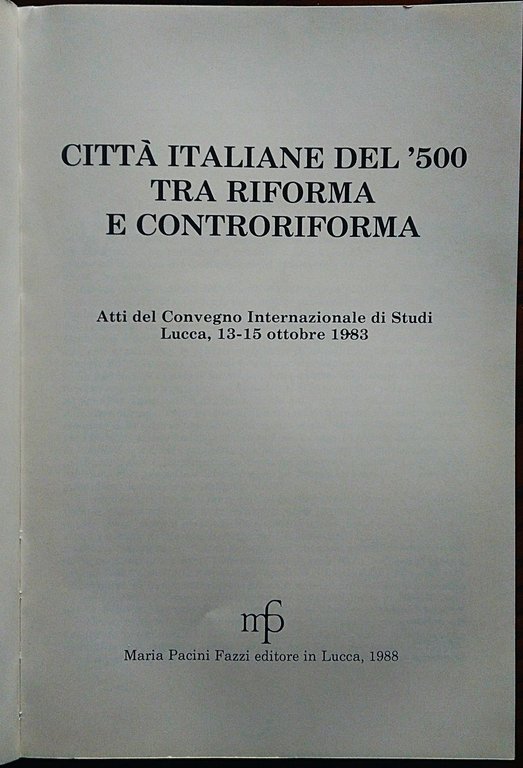 CITTÀ ITALIANE DEL '500
TRA RIFORMA
E CONTRORIFORMA
Atti del Convegno Internazionale di Studi
Lucca, 13-15 ottobre 1983
mpf
Maria Pacini Fazzi editore in Lucca, 1988